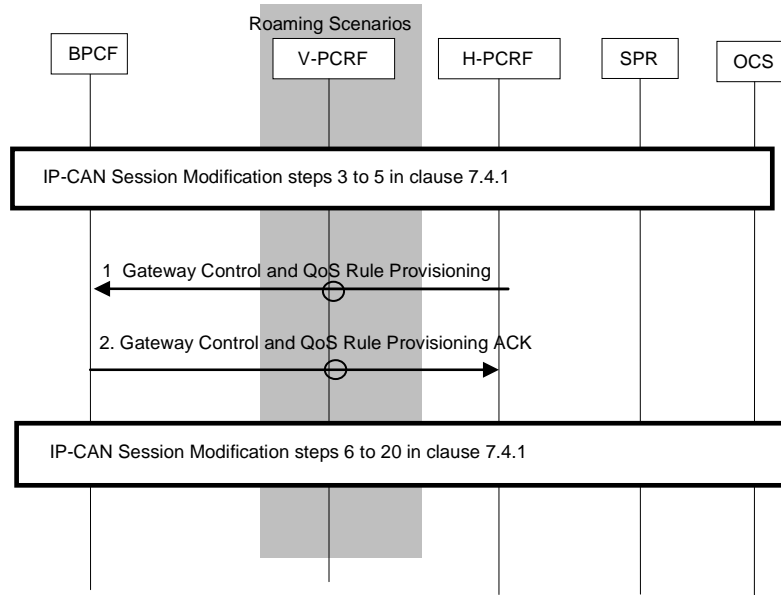 Roaming Scenarios
BPCF
V-PCRF
H-PCRF
SPR
OCS
IP-CAN Session Modification steps 3 to 5 in clause 7.4.1
1 Gateway Control and QoS Rule Provisioning
2. Gateway Control and QoS Rule Provisioning ACK
IP-CAN Session Modification steps 6 to 20 in clause 7.4.1